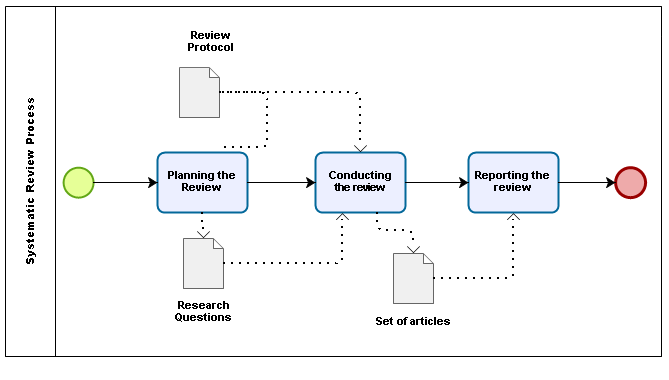 Systematic Review Process
Review
Protocol
Planning the
Review
Conducting
the review
Reporting the
review
Research
Questions
Set of articles